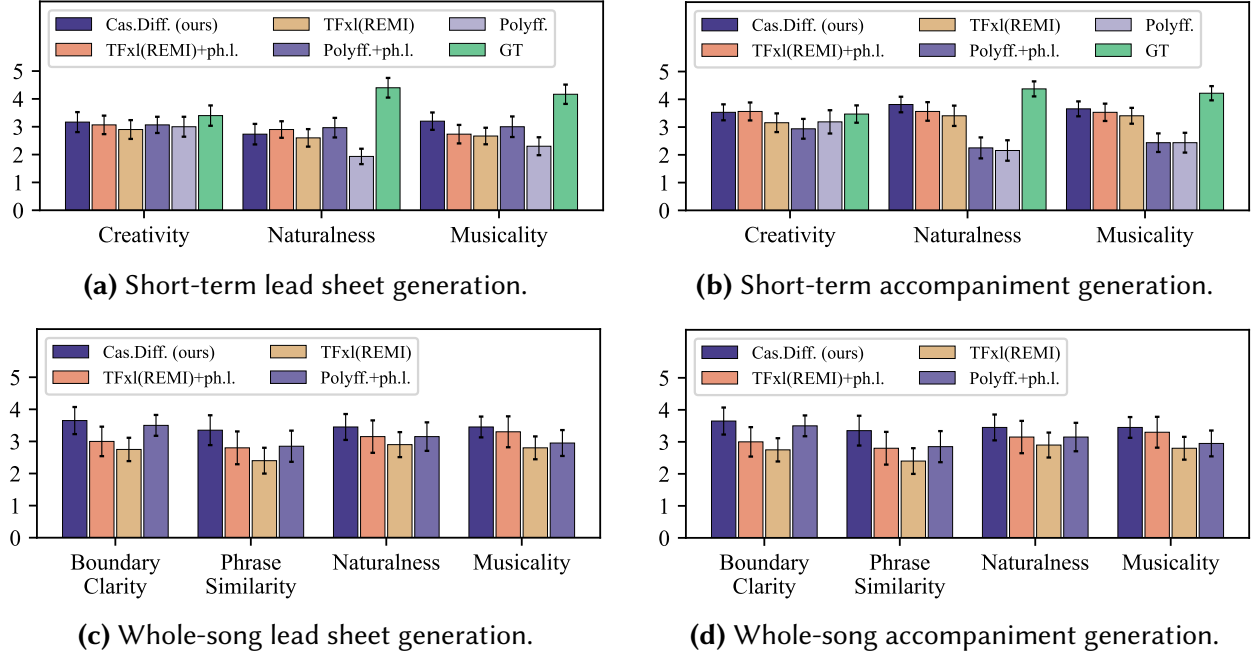 Cas.Diff. (ours) TFxl(REMI) Polyff.
TFxl(REMI)+ph.l. Polyff.+ph.l. GT
5
4
3
2
1
0
Creativity Naturalness Musicality
(a) Short-term lead sheet generation.
Cas.Diff. (ours) TFxl(REMI) Polyff.
TFxl(REMI)+ph.l. Polyff.+ph.l. GT
5
4
3
2
1
0
Creativity Naturalness Musicality
(b) Short-term accompaniment generation.
Cas.Diff. (ours) TFxl(REMI)
TFxl(REMI)+ph.l. Polyff.+ph.l.
5
4
3
2
1
0
Boundary Phrase Naturalness Musicality
Clarity Similarity
(c) Whole-song lead sheet generation.
Cas.Diff. (ours) TFxl(REMI)
TFxl(REMI)+ph.l. Polyff.+ph.l.
5
4
3
2
1
0
Boundary Phrase Naturalness Musicality
Clarity Similarity
(d) Whole-song accompaniment generation.